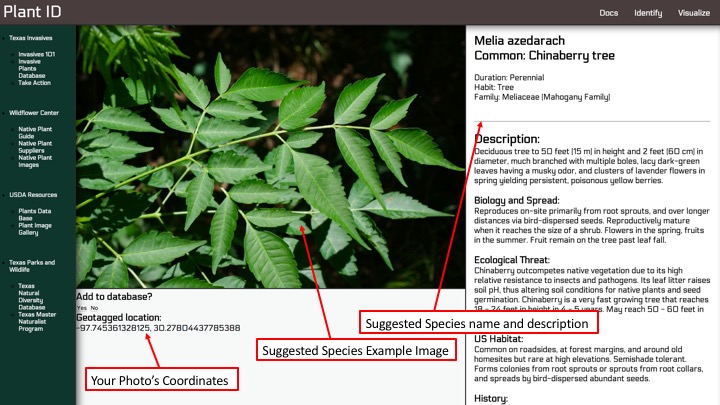 Plant ID
Docs Identify Visualize
Texas Invasives
Invasives 101
Invasive
Plants
Database
Take Action
Wildflower Center
Native Plant
Guide
Native Plant
Suppliers
Native Plant
Images
USDA Resources
Plants Data
Base
Plant Image
Gallery
Texas Parks and
Wildlife
Texas
Natural
Diversity
Database
Texas Master
Naturalist
Program
Add to database?
Yes No
Geotagged location:
-97.745361328125, 30.27804437785388
Your Photo's Coordinates
Suggested Species Example Image
Suggested Species name and description
Melia azedarach
Common: Chinaberry tree
Duration: Perennial
Habit: Tree
Family: Meliaceae (Mahogany Family)
Description:
Deciduous tree to 50 feet (15 m) in height and 2 feet (60 cm) in
diameter, much branched with multiple boles, lacy dark-green
leaves having a musky odor, and clusters of lavender flowers in
spring yielding persistent, poisonous yellow berries.
Biology and Spread:
Reproduces on-site primarily from root sprouts, and over longer
distances via bird-dispersed seeds. Reproductively mature
when it reaches the size of a shrub. Flowers in the spring, fruits
in the summer. Fruit remain on the tree past leaf fall.
Ecological Threat:
Chinaberry outcompetes native vegetation due to its high
relative resistance to insects and pathogens. Its leaf litter raises
soil pH, thus altering soil conditions for native plants and seed
germination. Chinaberry is a very fast growing tree that reaches
18 - 24 feet in height in 4 - 5 years. May reach 50 - 60 feet in
US Habitat:
Common on roadsides, at forest margins, and around old
homesites but rare at high elevations. Semishade tolerant.
Forms colonies from root sprouts or sprouts from root collars,
and spreads by bird-dispersed abundant seeds.
History: